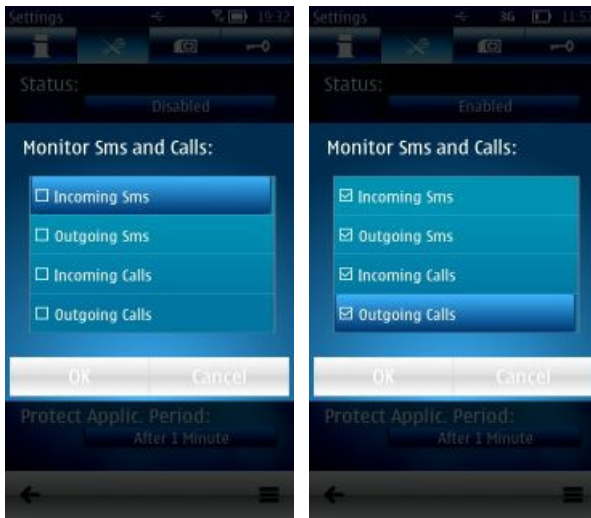 Settings 19:32
Status:
Disabled
Monitor Sms and Calls:
Incoming Sms
Outgoing Sms
Incoming Calls
Outgoing Calls
OK Cancel
Protect Applic. Period:
After 1 Minute
Settings 3G 11:57
Status:
Enabled
Monitor Sms and Calls:
Incoming Sms
Outgoing Sms
Incoming Calls
Outgoing Calls
OK Cancel
Protect Applic. Period:
After 1 Minute